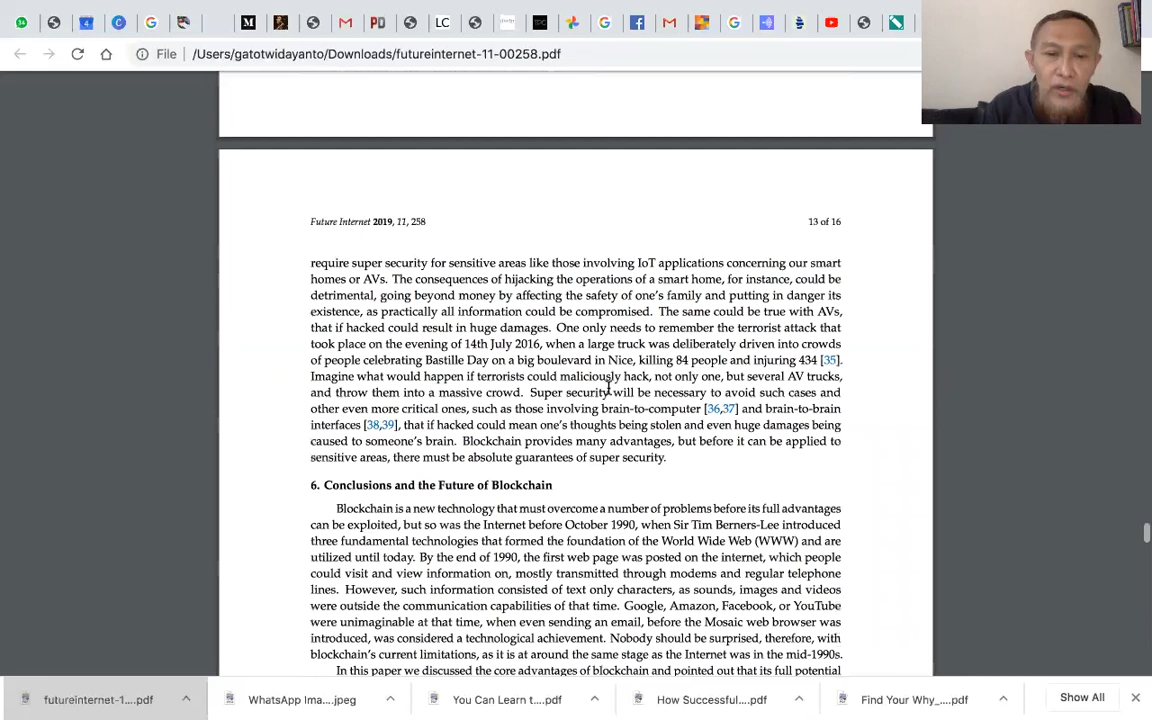 M
PD
LC
File
/Users/gatotwidayanto/Downloads/futureinternet-11-00258.pdf
Future Internet 2019, 11, 258
13 of 16
require super security for sensitive areas like those involving IoT applications concerning our smart
homes or AVs. The consequences of hijacking the operations of a smart home, for instance, could be
detrimental, going beyond money by affecting the safety of one's family and putting in danger its
existence, as practically all information could be compromised. The same could be true with AVs,
that if hacked could result in huge damages. One only needs to remember the terrorist attack that
took place on the evening of 14th July 2016, when a large truck was deliberately driven into crowds
of people celebrating Bastille Day on a big boulevard in Nice, killing 84 people and injuring 434 [35].
Imagine what would happen if terrorists could maliciously hack, not only one, but several AV trucks,
and throw them into a massive crowd. Super security will be necessary to avoid such cases and
other even more critical ones, such as those involving brain-to-computer [36,37] and brain-to-brain
interfaces [38,39], that if hacked could mean one's thoughts being stolen and even huge damages being
caused to someone's brain. Blockchain provides many advantages, but before it can be applied to
sensitive areas, there must be absolute guarantees of super security.
6. Conclusions and the Future of Blockchain
Blockchain is a new technology that must overcome a number of problems before its full advantages
can be exploited, but so was the Internet before October 1990, when Sir Tim Berners-Lee introduced
three fundamental technologies that formed the foundation of the World Wide Web (WWW) and are
utilized until today. By the end of 1990, the first web page was posted on the internet, which people
could visit and view information on, mostly transmitted through modems and regular telephone
lines. However, such information consisted of text only characters, as sounds, images and videos
were outside the communication capabilities of that time. Google, Amazon, Facebook, or YouTube
were unimaginable at that time, when even sending an email, before the Mosaic web browser was
introduced, was considered a technological achievement. Nobody should be surprised, therefore, with
blockchain's current limitations, as it is at around the same stage as the Internet was in the mid-1990s.
In this paper we discussed the core advantages of blockchain and pointed out that its full potential
futureinternet-1....pdf
WhatsApp Ima....jpeg
You Can Learn t....pdf
How Successful....pdf
Find Your Why_....pdf
Show All